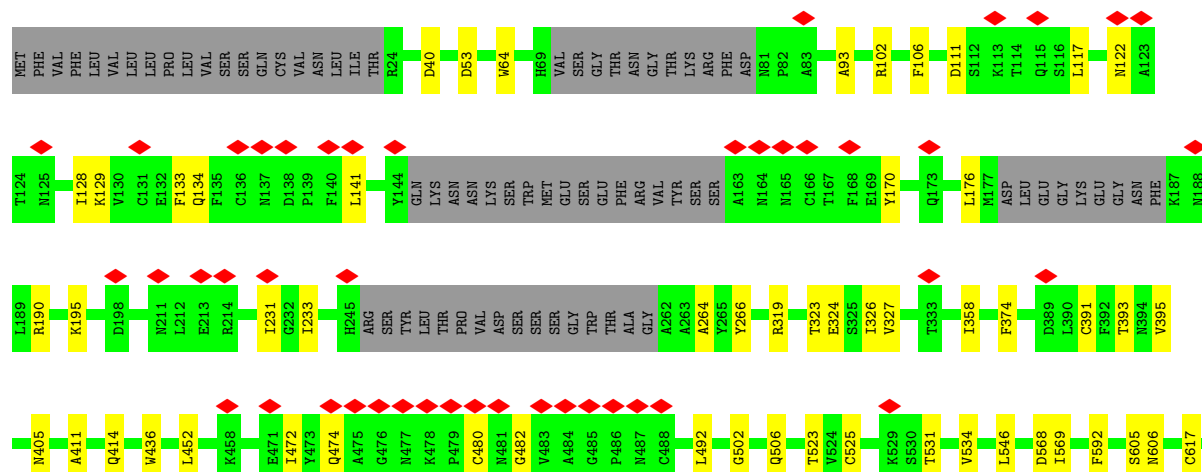 MET PHE VAL PHE LEU VAL LEU LEU PRO LEU VAL SER SER GLN CYS VAL ASN LEU ILE THR R24 D40 D53 W64 H69 VAL SER GLY THR ASN GLY THR LYS ARG PHE ASP N81 P82 A83 A93 R102 F106 D111 S112 K113 T114 Q115 S116 L117 N122 A123
T124 N125 I128 K129 V130 C131 E132 F133 Q134 F135 C136 N137 D138 P139 F140 L141 Y144 GLN LYS ASN ASN LYS SER TRP MET GLU SER GLU PHE ARG VAL TYR SER SER A163 N164 N165 C166 T167 F168 E169 Y170 Q173 L176 M177 ASP LEU GLU GLY LYS GLU GLY ASN PHE K187 N188
L189 R190 K195 D198 N211 L212 E213 R214 I231 G232 I233 H245 ARG SER TYR LEU THR PRO VAL ASP SER SER SER GLY TRP THR ALA GLY A262 A263 A264 Y265 Y266 R319 T323 E324 S325 I326 V327 T333 I358 F374 D389 L390 C391 F392 T393 N394 V395
N405 A411 Q414 W436 L452 K458 E471 I472 Y473 Q474 A475 G476 N477 K478 P479 C480 N481 G482 V483 A484 G485 P486 N487 C488 L492 G502 Q506 T523 V524 C525 K529 S530 T531 V534 L546 D568 I569 F592 S605 N606 C617